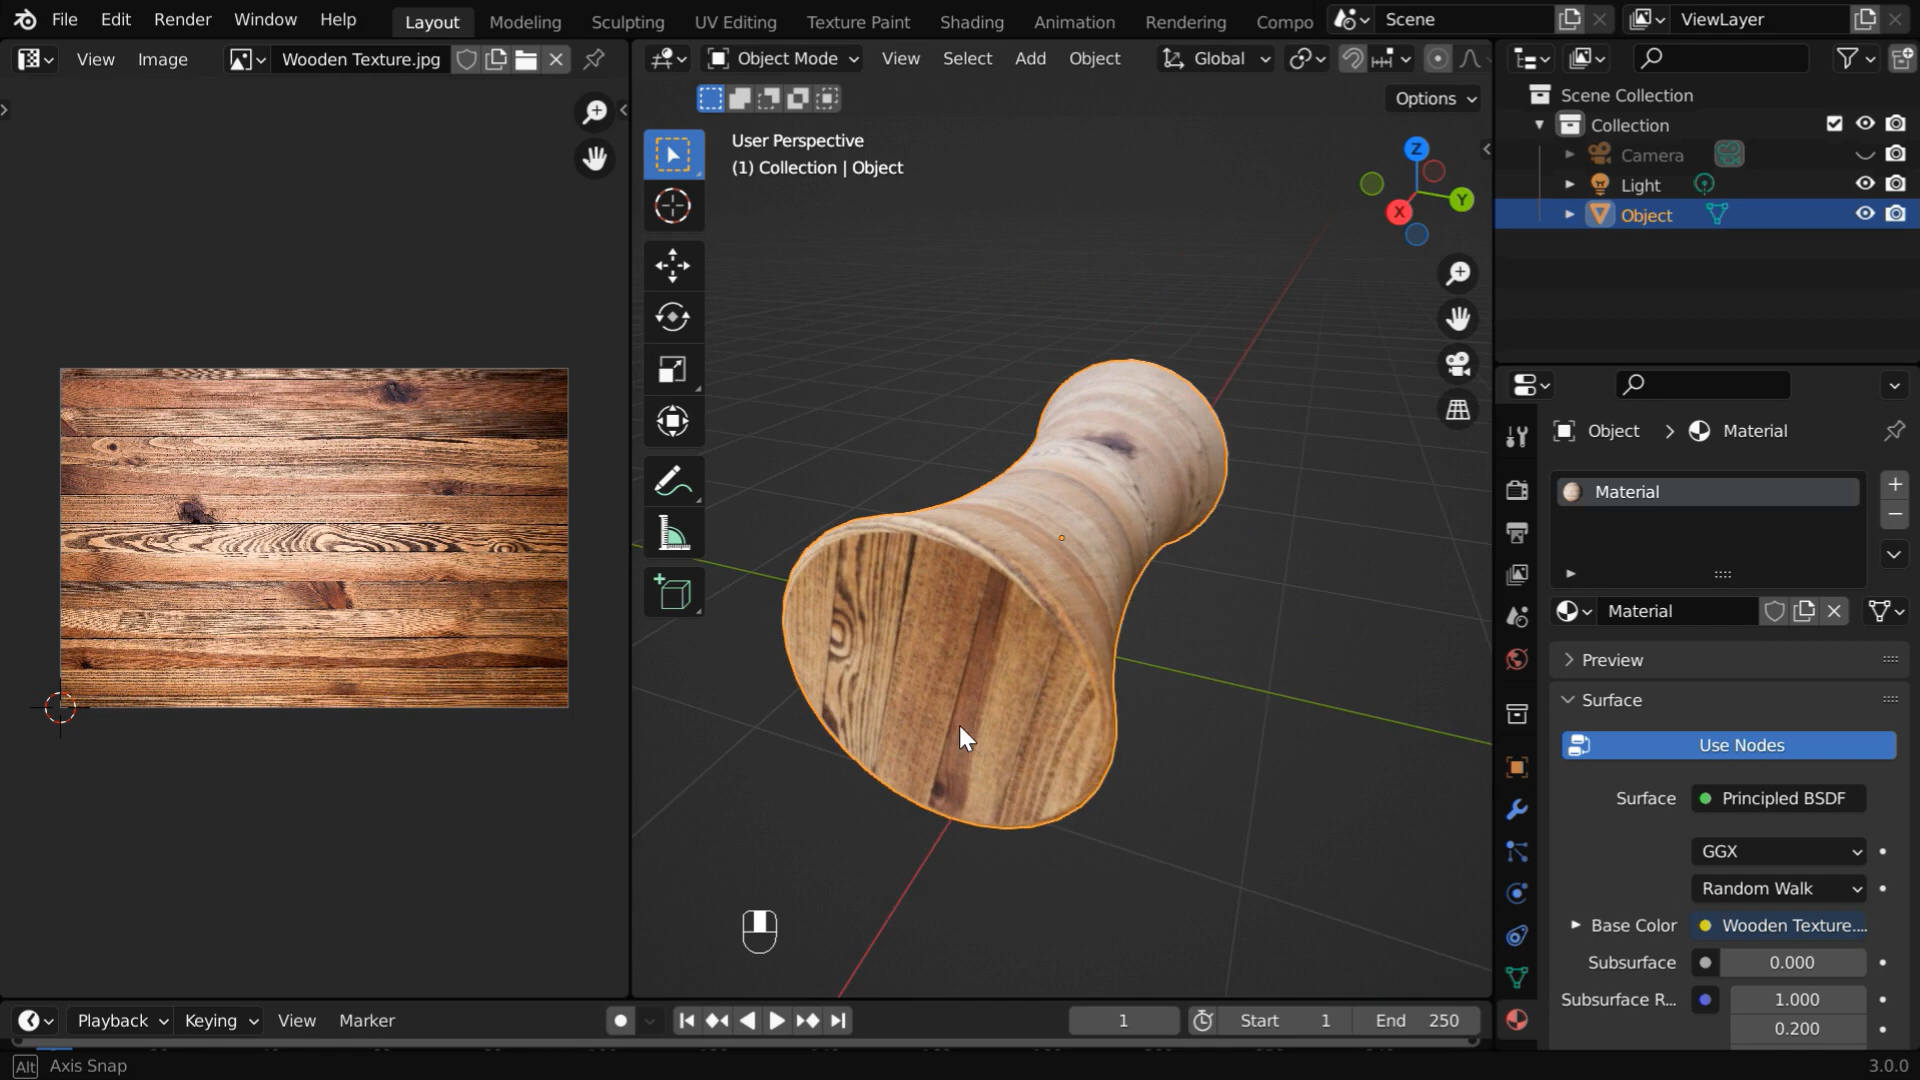 File Edit Render Window Help Layout Modeling Sculpting UV Editing Texture Paint Shading Animation Rendering Compo Scene ViewLayer
View Image Wooden Texture.jpg Object Mode View Select Add Object Global
Options
User Perspective
(1) Collection | Object
Z
Y
X
Scene Collection
Collection
Camera
Light
Object
Object > Material
Material
Material
Preview
Surface
Use Nodes
Surface Principled BSDF
GGX
Random Walk
Base Color Wooden Texture....
Subsurface 0.000
Subsurface R... 1.000
0.200
Playback Keying View Marker 1 Start 1 End 250
Alt Axis Snap 3.0.0